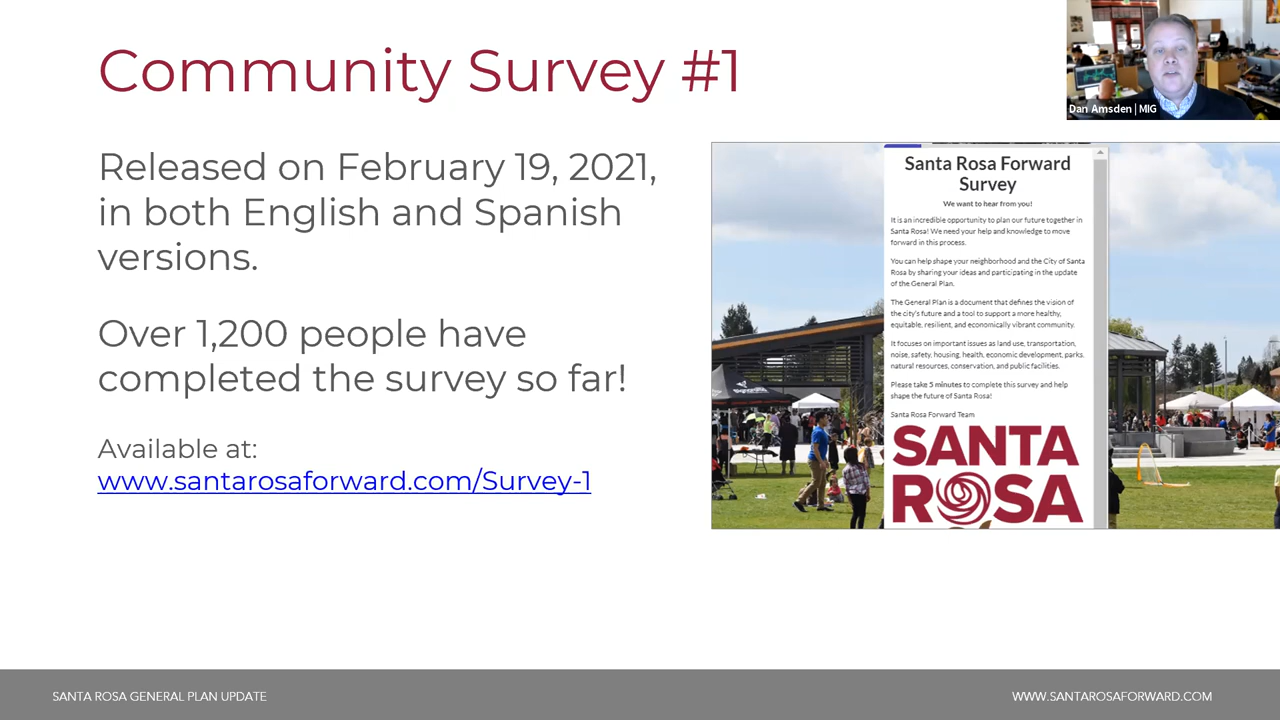 Community Survey #1
Dan Amsden | MIG
Released on February 19, 2021,
in both English and Spanish
versions.
Over 1,200 people have
completed the survey so far!
Available at:
www.santarosaforward.com/Survey-1
Santa Rosa Forward
Survey
We want to hear from you!
It is an incredible opportunity to plan our future together in
Santa Rosa! We need your help and knowledge to move
forward in this process.
You can help shape your neighborhood and the City of Santa
Rosa by sharing your ideas and participating in the update
of the General Plan.
The General Plan is a document that defines the vision of
the city's future and a tool to support a more healthy,
equitable, resilient, and economically vibrant community.
It focuses on important issues as land use, transportation,
noise, safety, housing, health, economic development, parks,
natural resources, conservation, and public facilities.
Please take 5 minutes to complete this survey and help
shape the future of Santa Rosa!
Santa Rosa Forward Team
SANTA
ROSA
SANTA ROSA GENERAL PLAN UPDATE
WWW.SANTAROSAFORWARD.COM